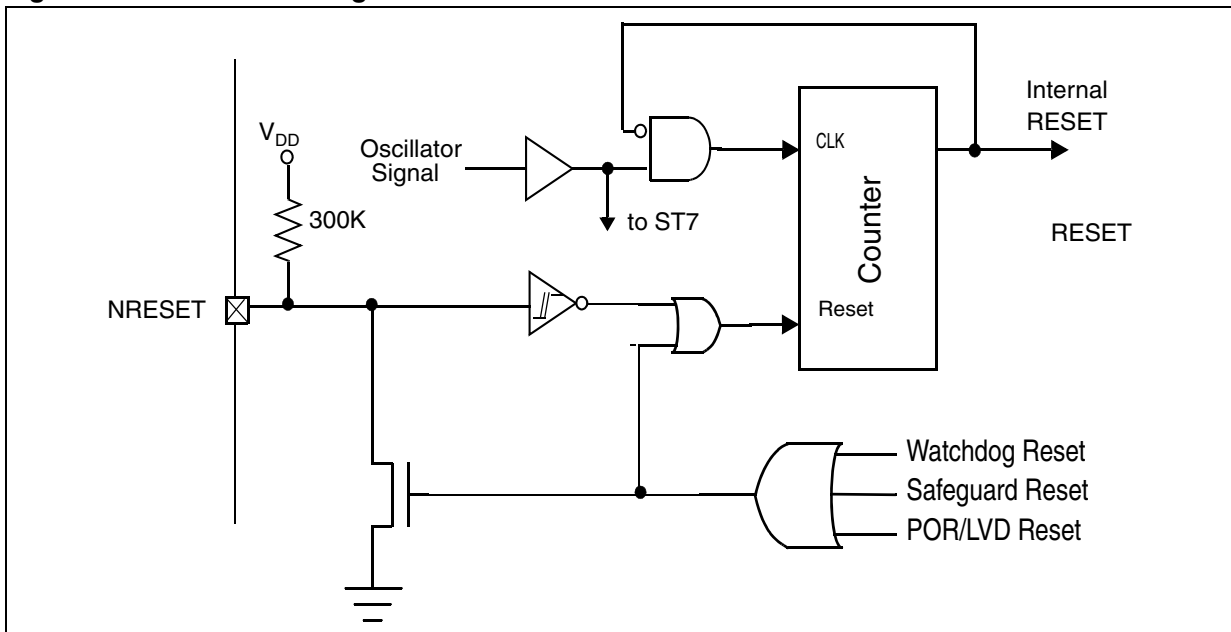 V_DD
300K
NRESET
Oscillator
Signal
to ST7
CLK
Counter
Reset
Internal
RESET
RESET
Watchdog Reset
Safeguard Reset
POR/LVD Reset